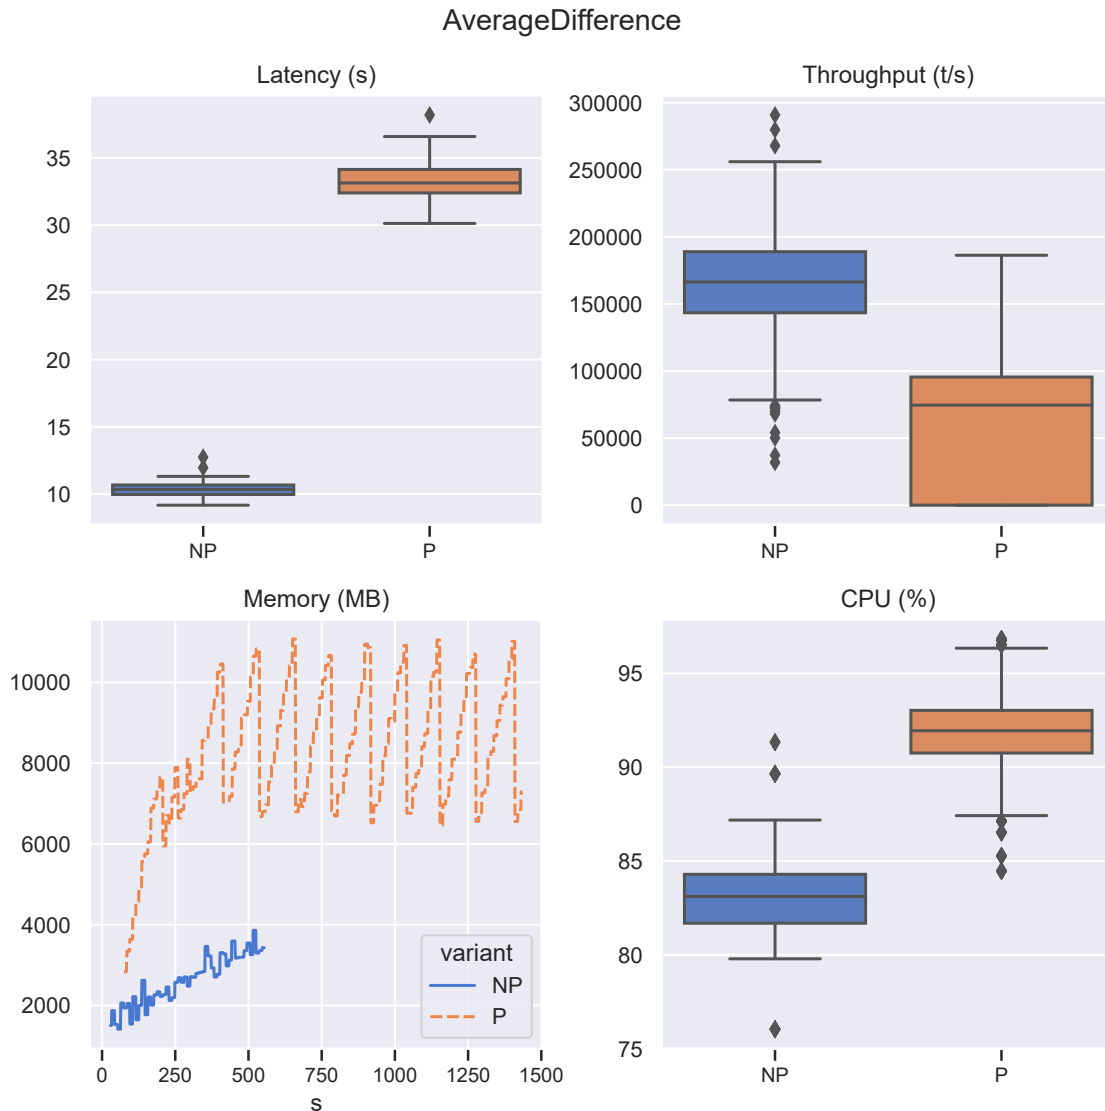 AverageDifference
Latency (s)
35
30
25
20
15
10
NP
P
Throughput (t/s)
300000
250000
200000
150000
100000
50000
0
NP
P
Memory (MB)
10000
8000
6000
4000
2000
variant
NP
P
0
250
500
750
1000
1250
1500
s
CPU (%)
95
90
85
80
75
NP
P